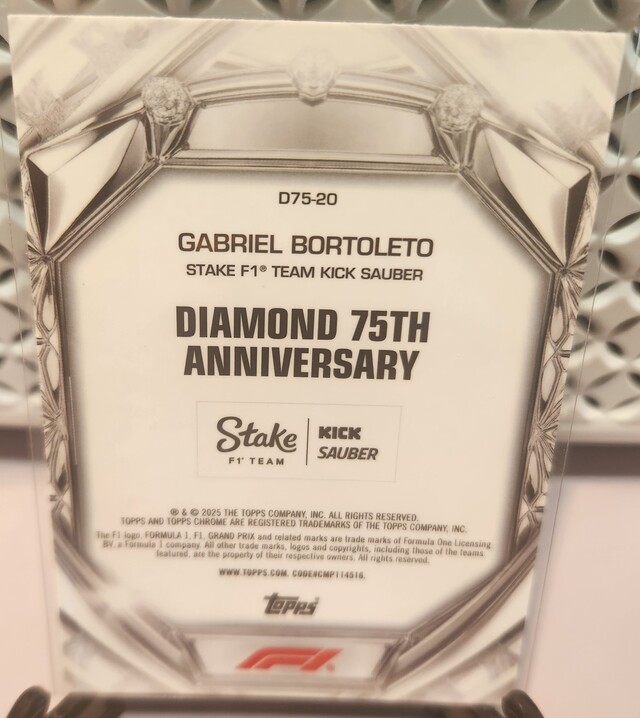 D75-20
GABRIEL BORTOLETO
STAKE F1® TEAM KICK SAUBER
DIAMOND 75TH
ANNIVERSARY
Stake
F1® TEAM
KICK
SAUBER
® & © 2025 THE TOPPS COMPANY, INC. ALL RIGHTS RESERVED.
TOPPS AND TOPPS CHROME ARE REGISTERED TRADEMARKS OF THE TOPPS COMPANY, INC.
The F1 logo, FORMULA 1, F1, GRAND PRIX and related marks are trade marks of Formula One Licensing
BV, a Formula 1 company. All other trade marks, logos and copyrights, including those of the teams
featured, are the property of their respective owners. All rights reserved.
WWW.TOPPS.COM. CODE#CMP114516.
topps
F1